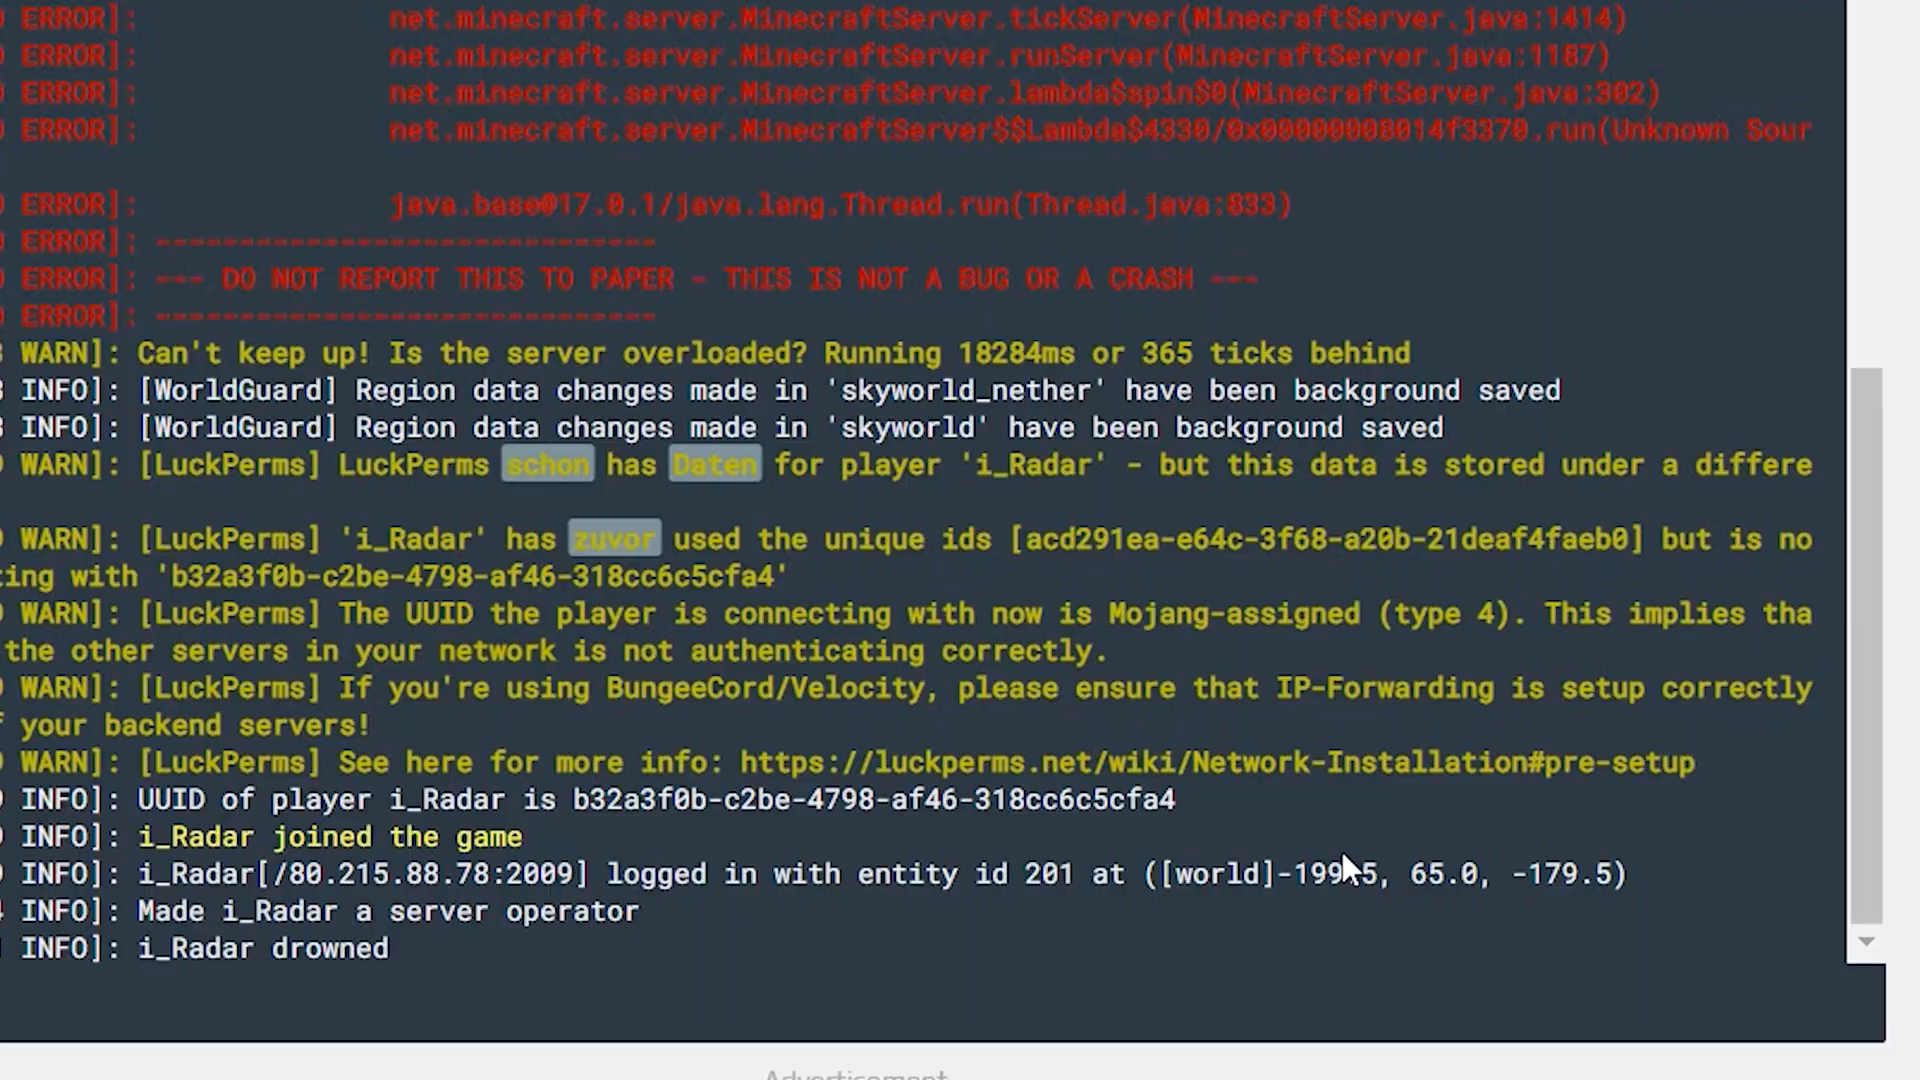 ERROR]: net.minecraft.server.MinecraftServer.tickServer(MinecraftServer.java:1414)
ERROR]: net.minecraft.server.MinecraftServer.runServer(MinecraftServer.java:1187)
ERROR]: net.minecraft.server.MinecraftServer.lambda$spin$0(MinecraftServer.java:302)
ERROR]: net.minecraft.server.MinecraftServer$$Lambda$4330/0x00000008014f3370.run(Unknown Sour
ERROR]: java.base@17.0.1/java.lang.Thread.run(Thread.java:833)
ERROR]: ------------------------------
ERROR]: --- DO NOT REPORT THIS TO PAPER - THIS IS NOT A BUG OR A CRASH ---
ERROR]: ------------------------------
WARN]: Can't keep up! Is the server overloaded? Running 18284ms or 365 ticks behind
INFO]: [WorldGuard] Region data changes made in 'skyworld_nether' have been background saved
INFO]: [WorldGuard] Region data changes made in 'skyworld' have been background saved
WARN]: [LuckPerms] LuckPerms schon has Daten for player 'i_Radar' - but this data is stored under a differe
WARN]: [LuckPerms] 'i_Radar' has zuvor used the unique ids [acd291ea-e64c-3f68-a20b-21deaf4faeb0] but is no
ting with 'b32a3f0b-c2be-4798-af46-318cc6c5cfa4'
WARN]: [LuckPerms] The UUID the player is connecting with now is Mojang-assigned (type 4). This implies tha
the other servers in your network is not authenticating correctly.
WARN]: [LuckPerms] If you're using BungeeCord/Velocity, please ensure that IP-Forwarding is setup correctly
f your backend servers!
WARN]: [LuckPerms] See here for more info: https://luckperms.net/wiki/Network-Installation#pre-setup
INFO]: UUID of player i_Radar is b32a3f0b-c2be-4798-af46-318cc6c5cfa4
INFO]: i_Radar joined the game
INFO]: i_Radar[/80.215.88.78:2009] logged in with entity id 201 at ([world]-199.5, 65.0, -179.5)
INFO]: Made i_Radar a server operator
INFO]: i_Radar drowned
Advertisement